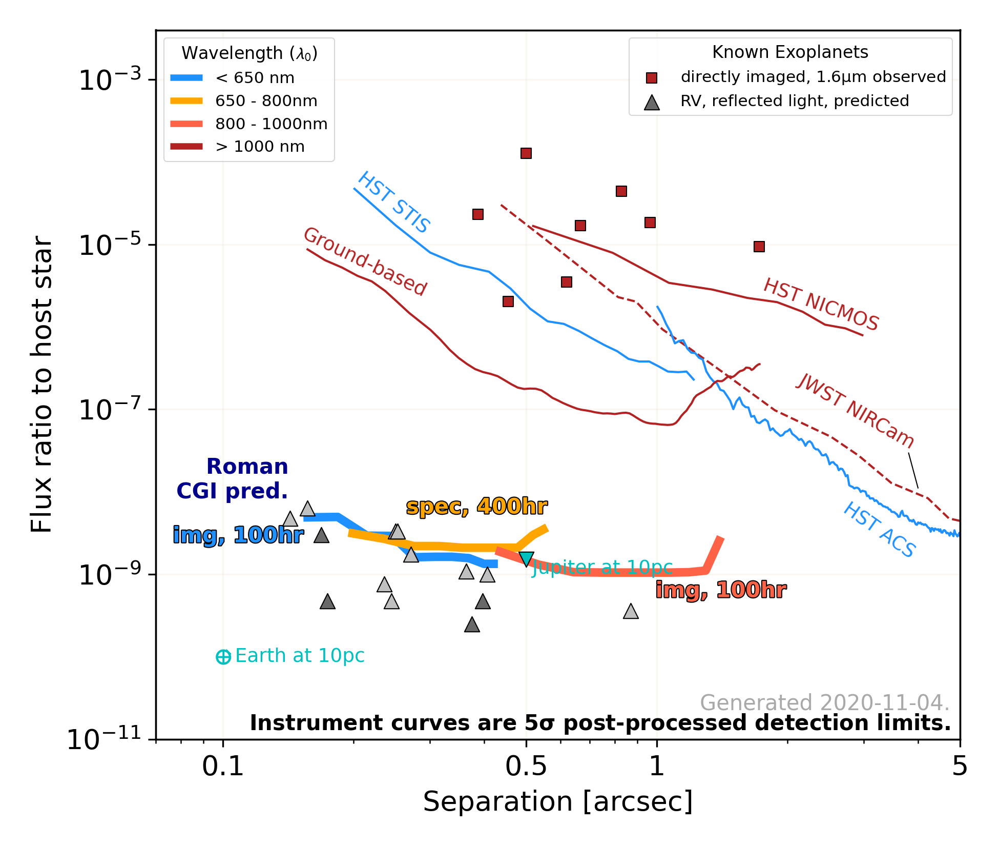 Wavelength (λ₀)
< 650 nm
650 - 800nm
800 - 1000nm
> 1000 nm
Known Exoplanets
directly imaged, 1.6μm observed
RV, reflected light, predicted
HST STIS
Ground-based
HST NICMOS
JWST NIRCam
HST ACS
Roman
CGI pred.
img, 100hr
spec, 400hr
Jupiter at 10pc
img, 100hr
Earth at 10pc
Generated 2020-11-04.
Instrument curves are 5σ post-processed detection limits.
Flux ratio to host star
10⁻³
10⁻⁵
10⁻⁷
10⁻⁹
10⁻¹¹
0.1 0.5 1 5
Separation [arcsec]